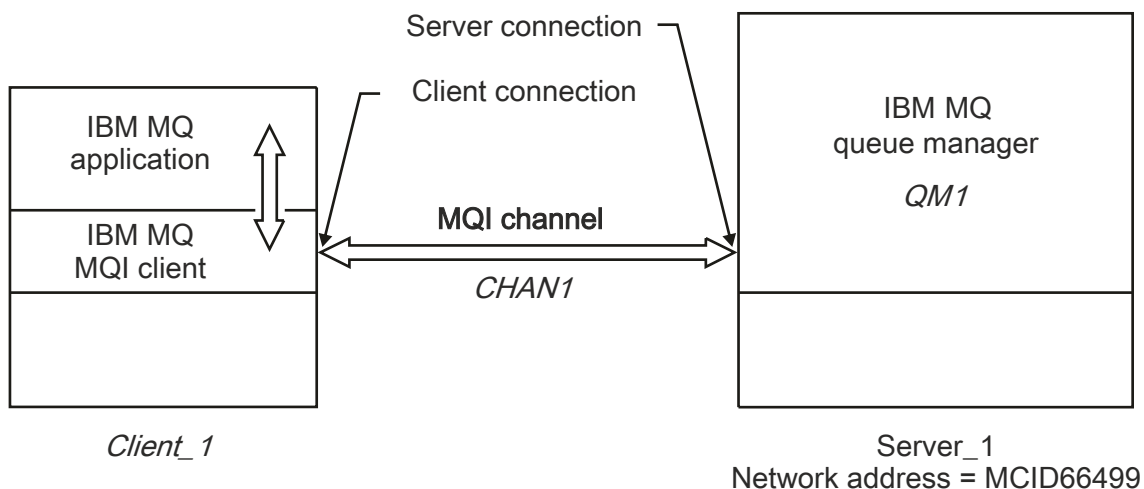 Server connection
Client connection
IBM MQ
application
IBM MQ
MQI client
MQI channel
CHAN1
IBM MQ
queue manager
QM1
Client_1
Server_1
Network address = MCID66499